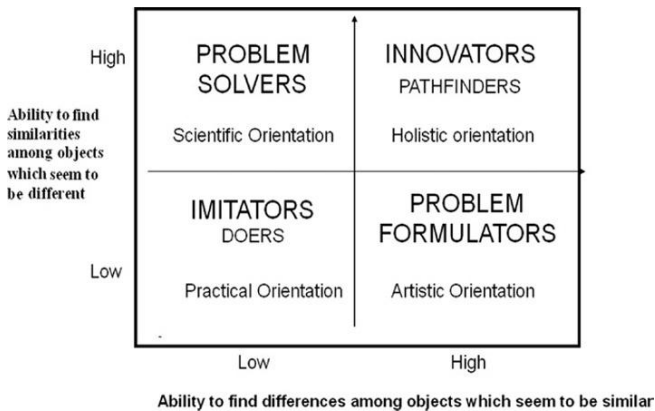 High
Ability to find
similarities
among objects
which seem to
be different
Low
PROBLEM
SOLVERS
Scientific Orientation
INNOVATORS
PATHFINDERS
Holistic orientation
IMITATORS
DOERS
Practical Orientation
PROBLEM
FORMULATORS
Artistic Orientation
Low
High
Ability to find differences among objects which seem to be similar